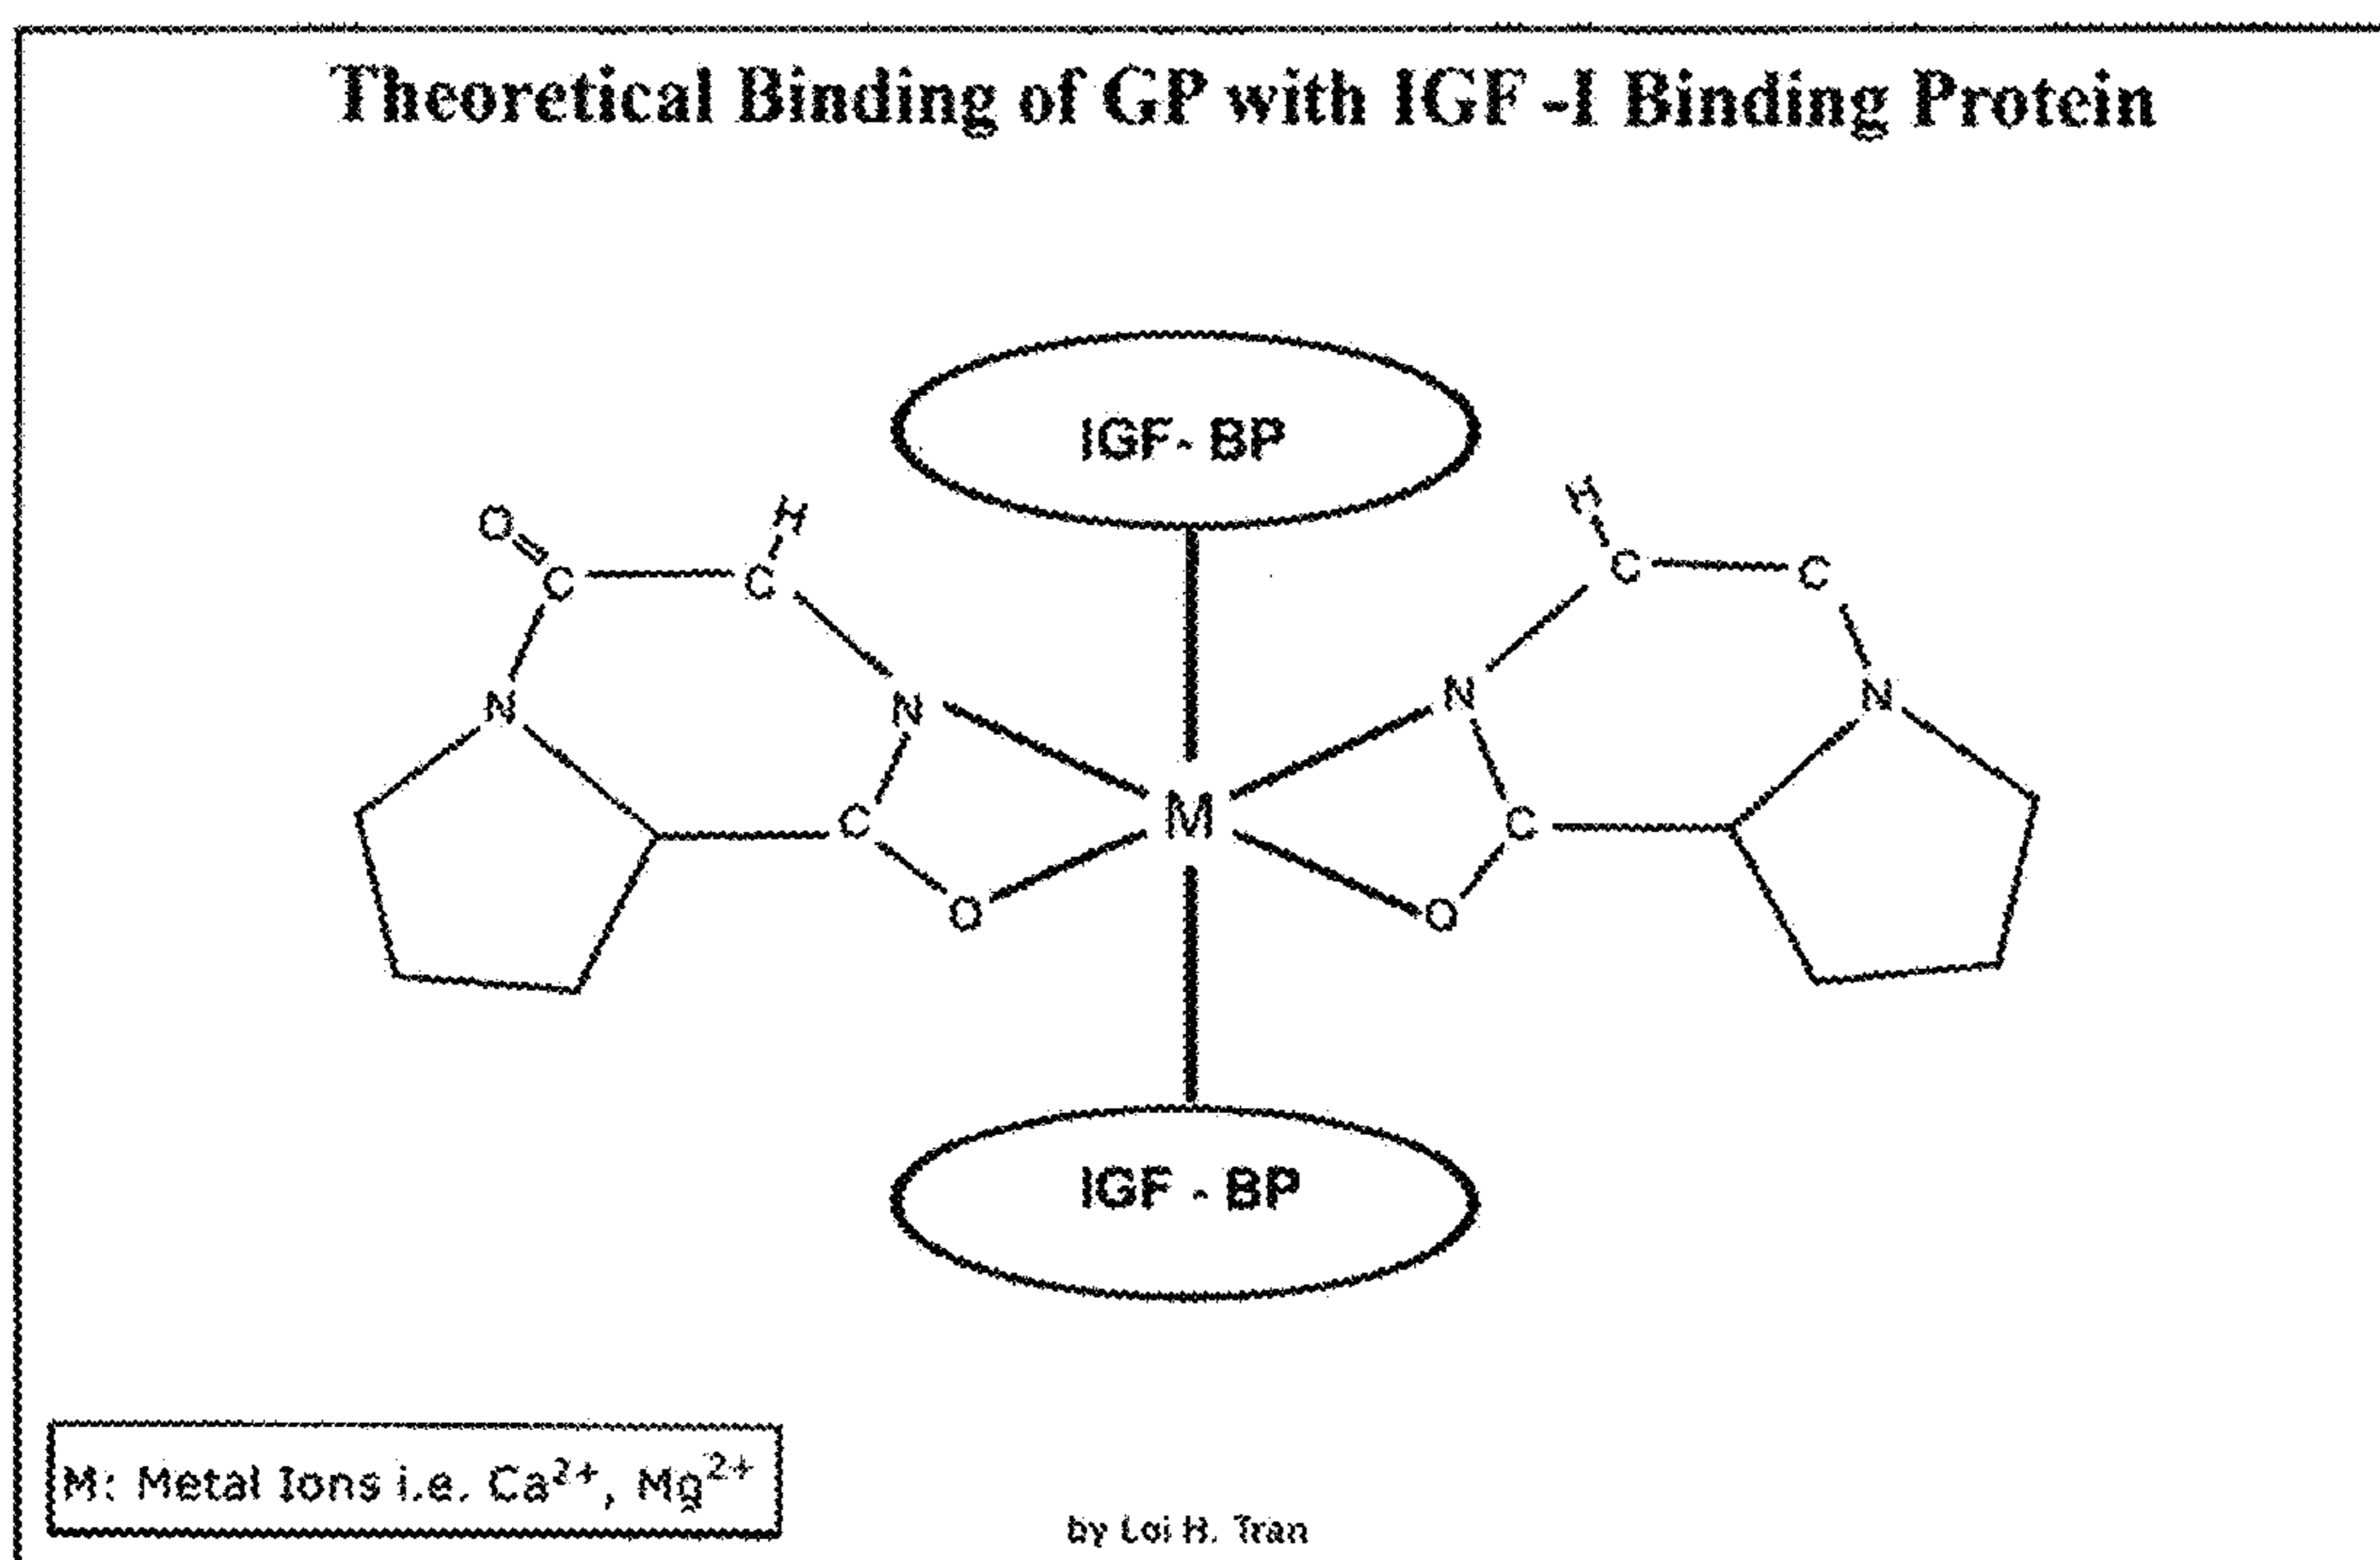 Theoretical Binding of GP with IGF -I Binding Protein
IGF- BP
O
H
H
C
C
C
C
N
N
N
N
M
C
C
O
O
IGF - BP
M: Metal Ions i.e. Ca²⁺, Mg²⁺
by Loi H. Tran